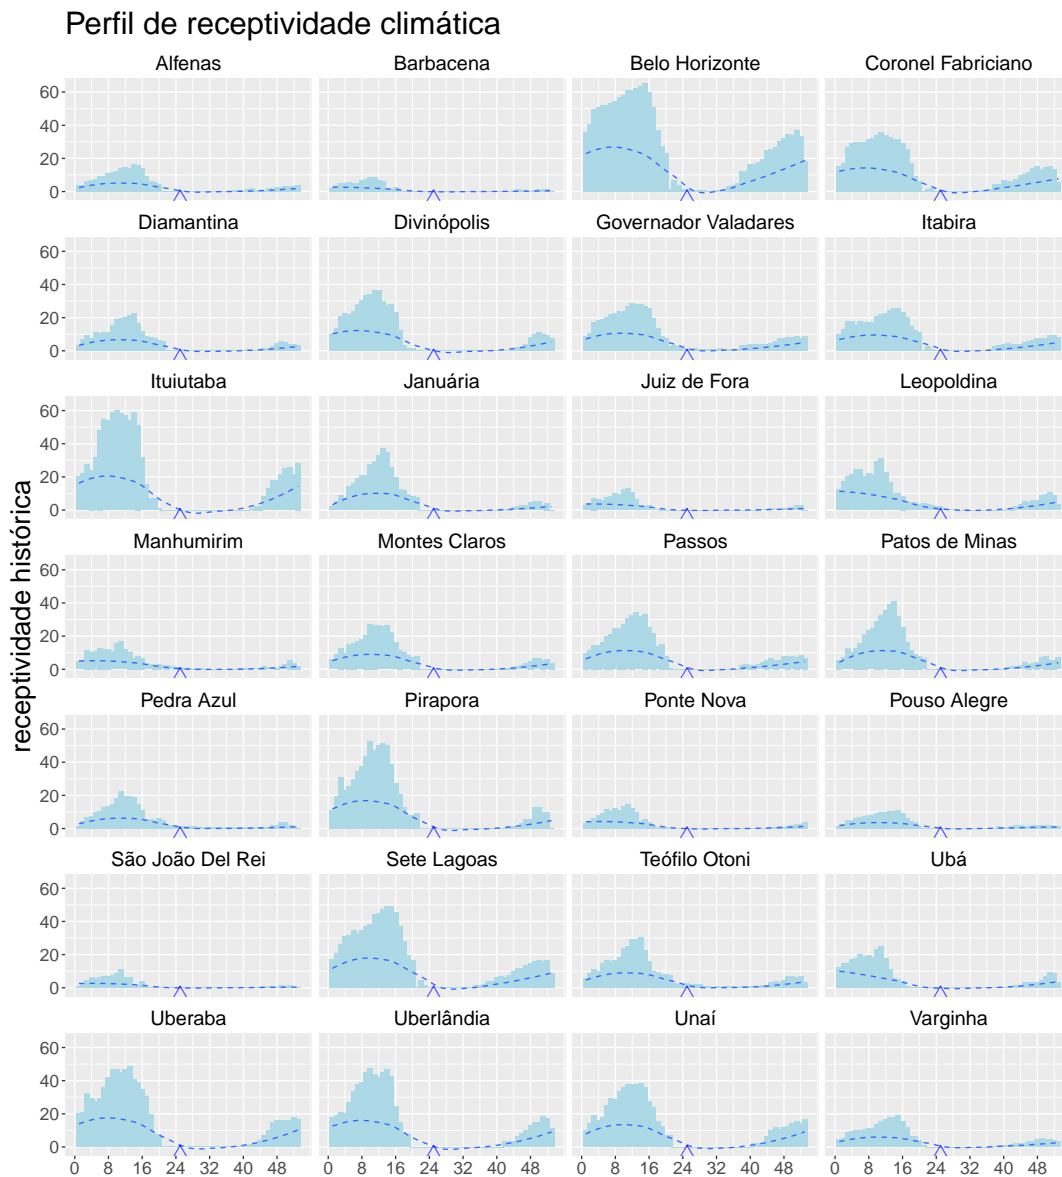 Perfil de receptividade climática
Alfenas Barbacena Belo Horizonte Coronel Fabriciano
60
40
20
0
Diamantina Divinópolis Governador Valadares Itabira
60
40
20
0
Ituiutaba Januária Juiz de Fora Leopoldina
60
40
20
0
receptividade histórica
Manhumirim Montes Claros Passos Patos de Minas
60
40
20
0
Pedra Azul Pirapora Ponte Nova Pouso Alegre
60
40
20
0
São João Del Rei Sete Lagoas Teófilo Otoni Ubá
60
40
20
0
Uberaba Uberlândia Unaí Varginha
60
40
20
0
0 8 16 24 32 40 48 0 8 16 24 32 40 48 0 8 16 24 32 40 48 0 8 16 24 32 40 48